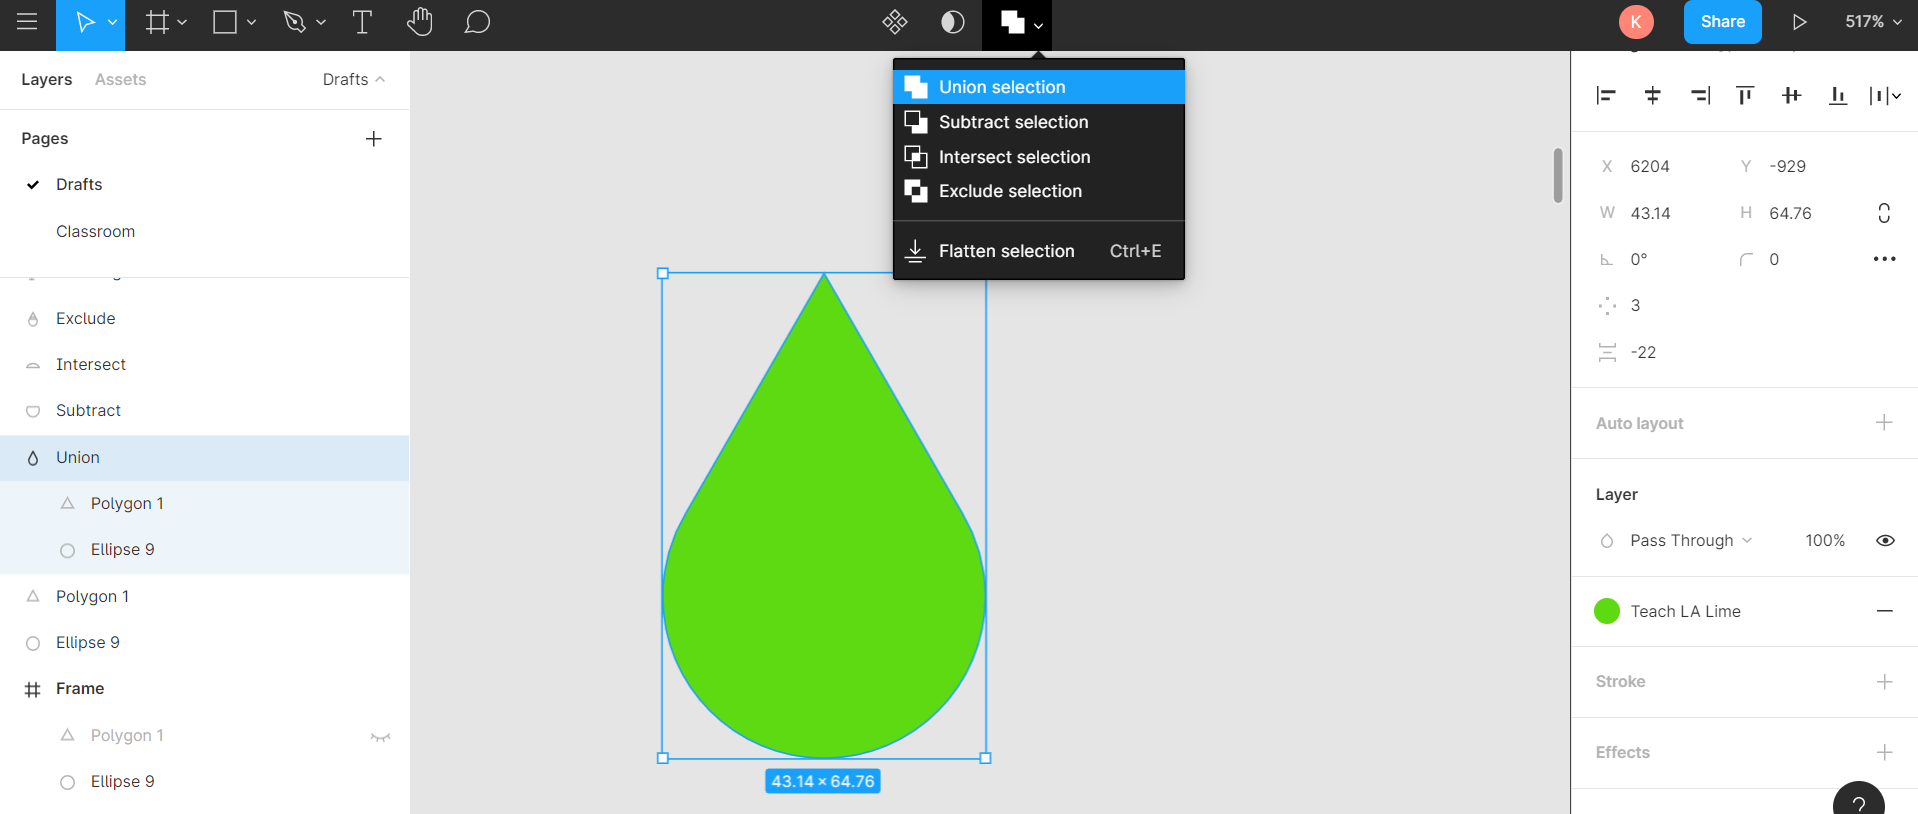 K
Share
517%
Layers
Assets
Drafts
Pages
Drafts
Classroom
Exclude
Intersect
Subtract
Union
Polygon 1
Ellipse 9
Polygon 1
Ellipse 9
Frame
Polygon 1
Ellipse 9
Union selection
Subtract selection
Intersect selection
Exclude selection
Flatten selection Ctrl+E
43.14 × 64.76
X 6204 Y -929
W 43.14 H 64.76
0° 0
3
-22
Auto layout
Layer
Pass Through 100%
Teach LA Lime
Stroke
Effects
?